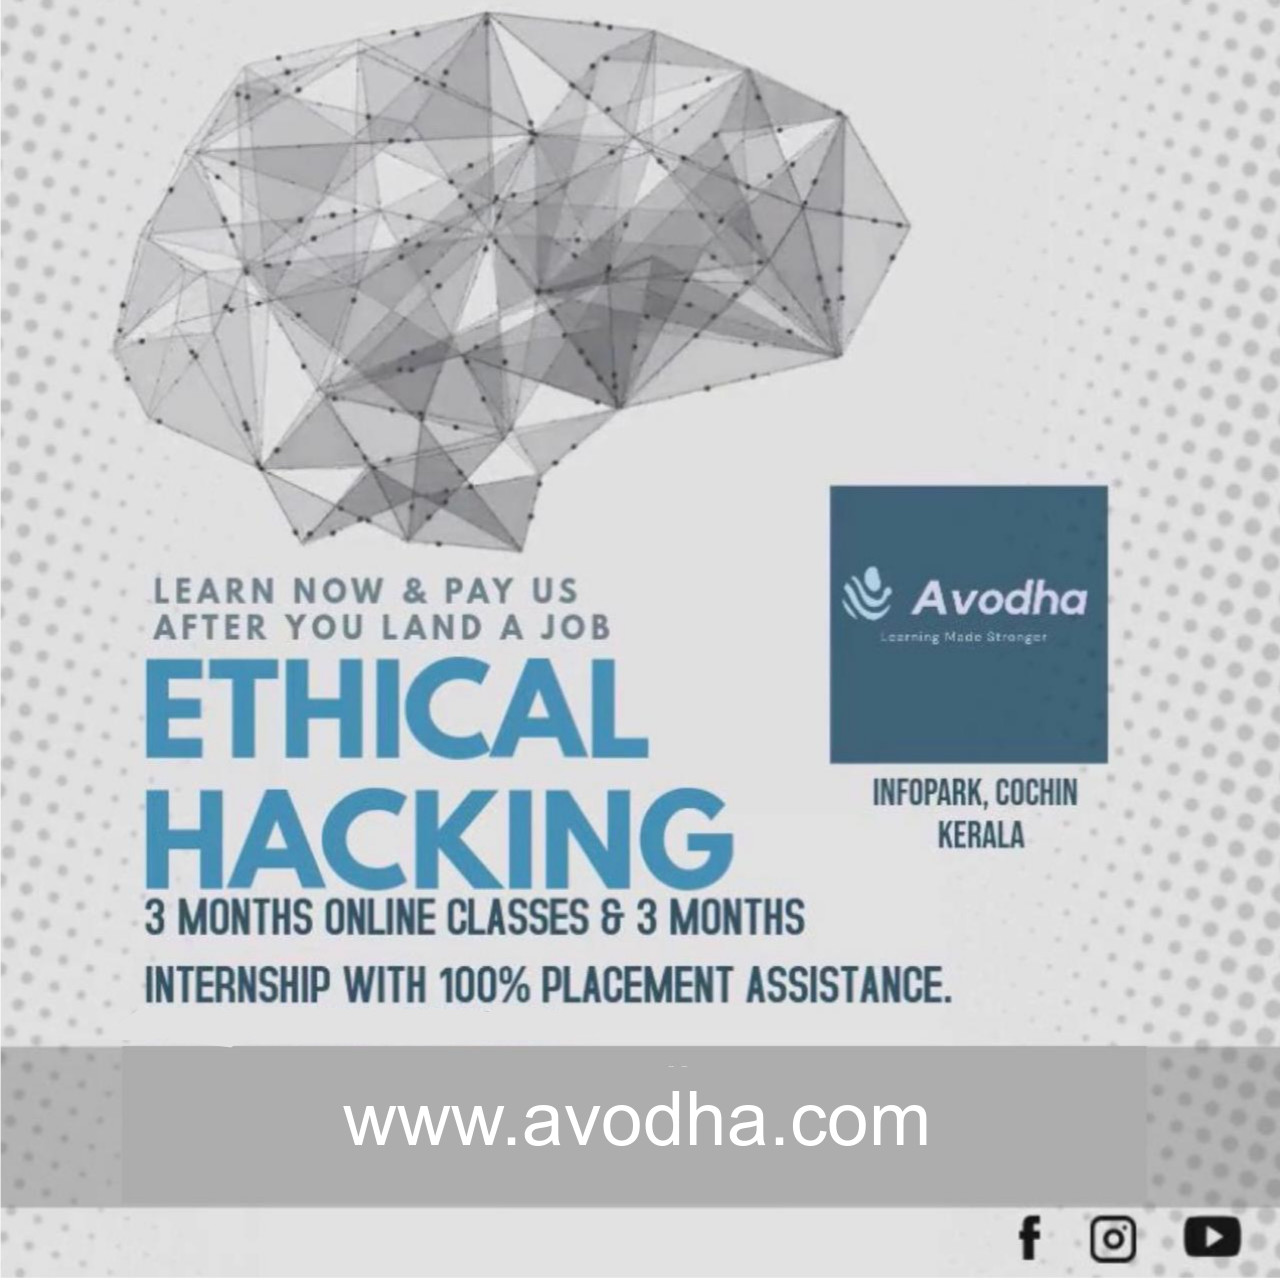 LEARN NOW & PAY US
AFTER YOU LAND A JOB
ETHICAL
HACKING
3 MONTHS ONLINE CLASSES & 3 MONTHS
INTERNSHIP WITH 100% PLACEMENT ASSISTANCE.
Avodha
Learning Made Stronger
INFOPARK, COCHIN
KERALA
www.avodha.com